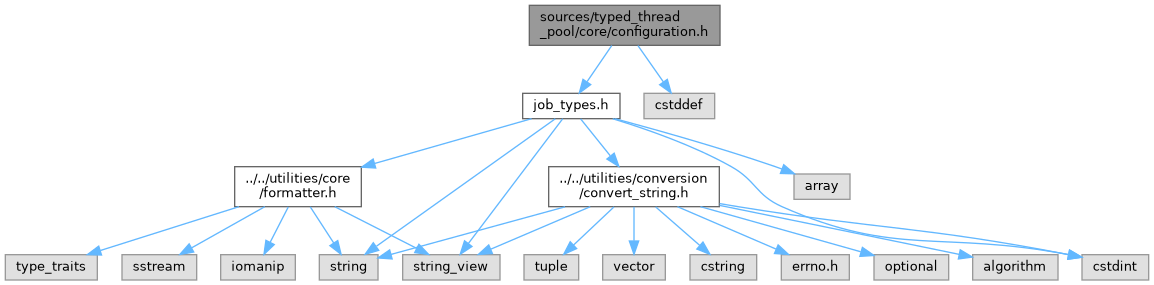 sources/typed_thread
_pool/core/configuration.h
job_types.h
cstddef
../../utilities/core
/formatter.h
../../utilities/conversion
/convert_string.h
array
type_traits
sstream
iomanip
string
string_view
tuple
vector
cstring
errno.h
optional
algorithm
cstdint